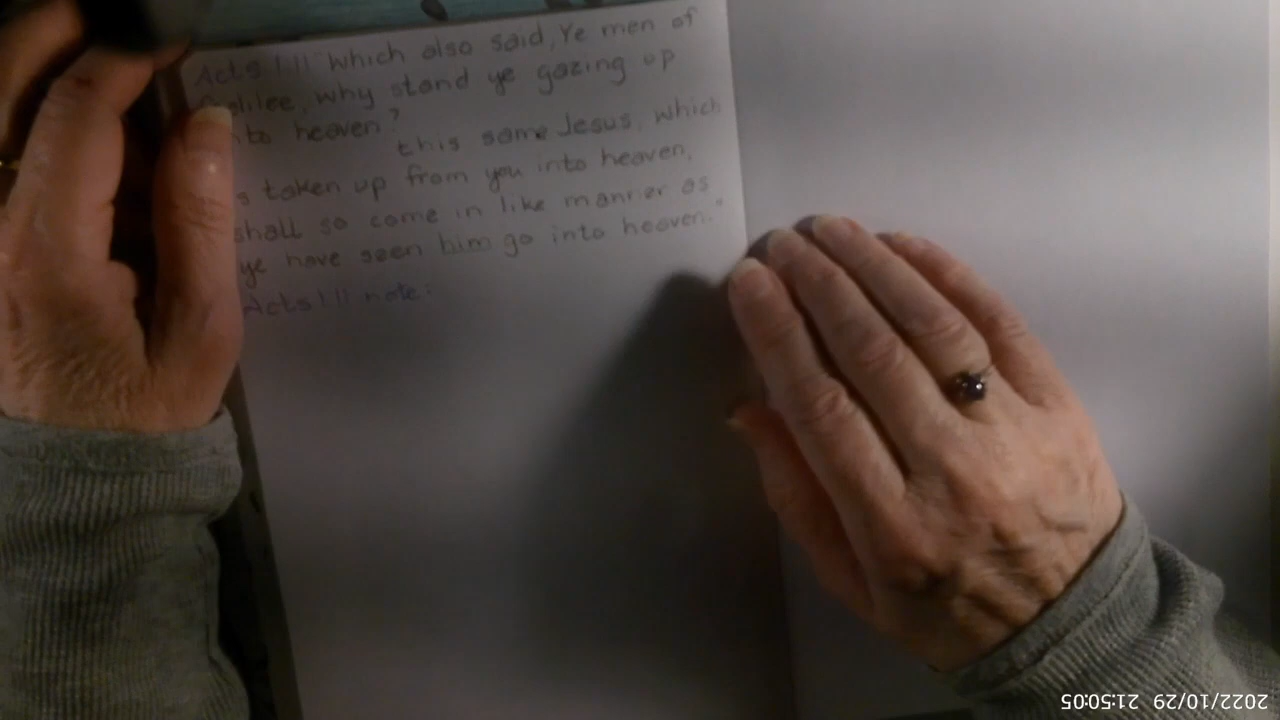 Acts 1:11 "Which also said, Ye men of
Galilee, why stand ye gazing up
nto heaven?
this same Jesus, which
s taken up from you into heaven,
shall so come in like manner as
ye have seen him go into heaven."
Acts 1:11 note:
2022/10/29 21:50:05